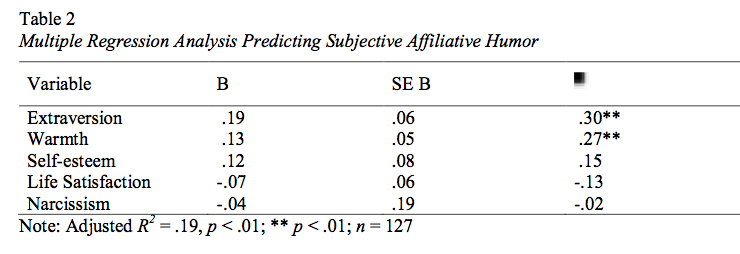 Table 2
Multiple Regression Analysis Predicting Subjective Affiliative Humor
Variable B SE B
Extraversion .19 .06 .30**
Warmth .13 .05 .27**
Self-esteem .12 .08 .15
Life Satisfaction -.07 .06 -.13
Narcissism -.04 .19 -.02
Note: Adjusted R² = .19, p < .01; ** p < .01; n = 127